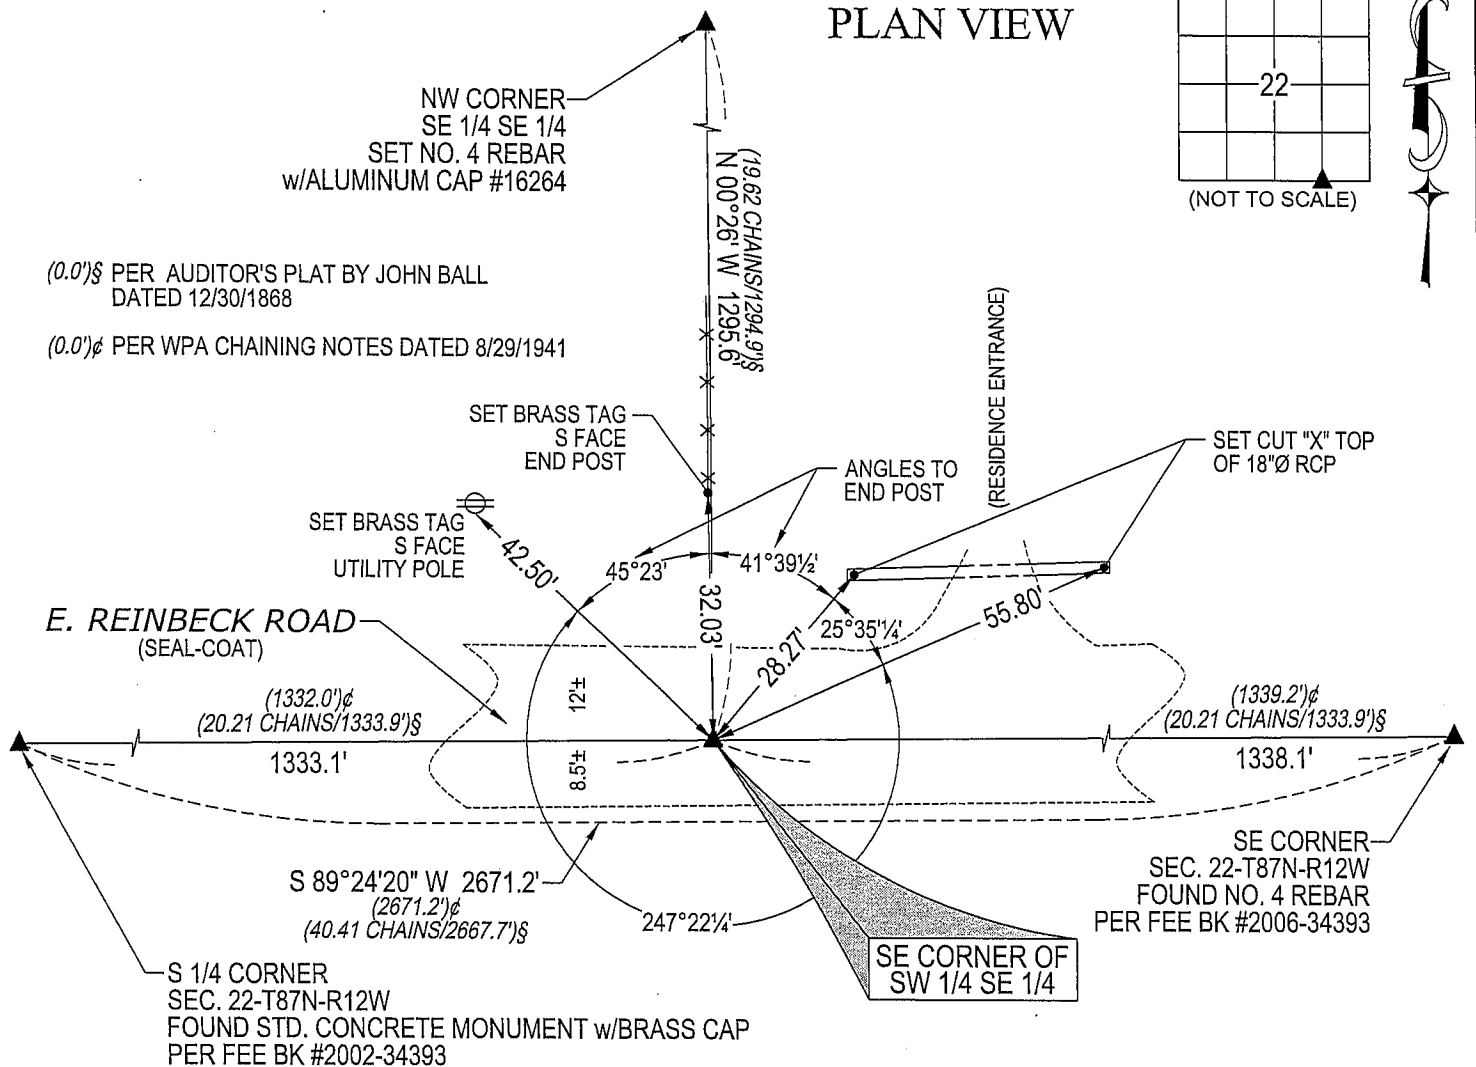 PLAN VIEW
22
(NOT TO SCALE)
NW CORNER
SE 1/4 SE 1/4
SET NO. 4 REBAR
w/ALUMINUM CAP #16264
(19.62 CHAINS/1294.9')§
N 00°26' W 1295.6'
(0.0')§ PER AUDITOR'S PLAT BY JOHN BALL
DATED 12/30/1868
(0.0')¢ PER WPA CHAINING NOTES DATED 8/29/1941
SET BRASS TAG
S FACE
END POST
ANGLES TO
END POST
(RESIDENCE ENTRANCE)
SET CUT "X" TOP
OF 18"Ø RCP
SET BRASS TAG
S FACE
UTILITY POLE
42.50'
45°23'
41°39½'
32.03'
28.27'
25°35'¼'
55.80'
E. REINBECK ROAD
(SEAL-COAT)
12'±
8.5'±
(1332.0')¢
(20.21 CHAINS/1333.9')§
1333.1'
(1339.2')¢
(20.21 CHAINS/1333.9')§
1338.1'
S 89°24'20" W 2671.2'
(2671.2')¢
(40.41 CHAINS/2667.7')§
247°22¼'
SE CORNER OF
SW 1/4 SE 1/4
SE CORNER
SEC. 22-T87N-R12W
FOUND NO. 4 REBAR
PER FEE BK #2006-34393
S 1/4 CORNER
SEC. 22-T87N-R12W
FOUND STD. CONCRETE MONUMENT w/BRASS CAP
PER FEE BK #2002-34393